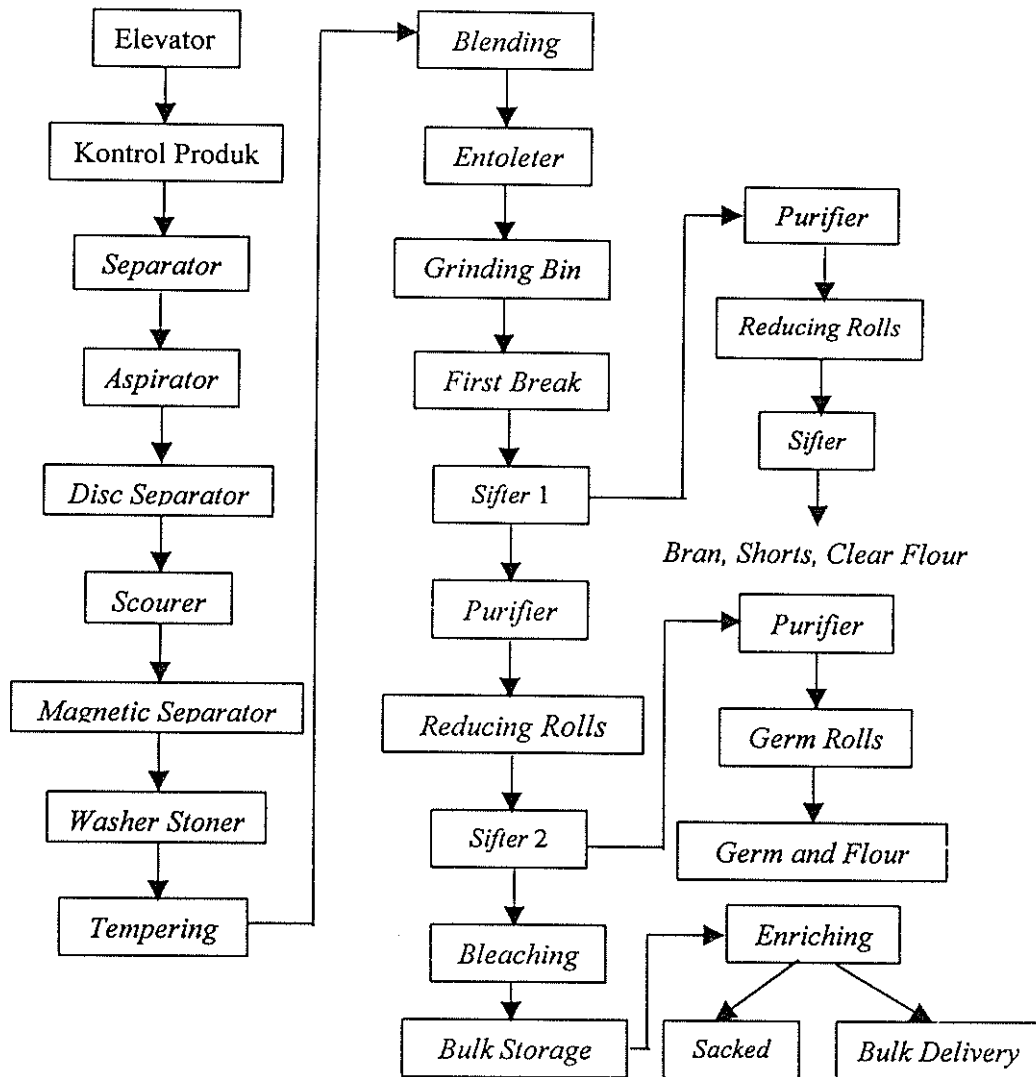 Elevator
Kontrol Produk
Separator
Aspirator
Disc Separator
Scourer
Magnetic Separator
Washer Stoner
Tempering
Blending
Entoleter
Grinding Bin
First Break
Sifter 1
Purifier
Reducing Rolls
Sifter 2
Bleaching
Bulk Storage
Purifier
Reducing Rolls
Sifter
Bran, Shorts, Clear Flour
Purifier
Germ Rolls
Germ and Flour
Enriching
Sacked
Bulk Delivery